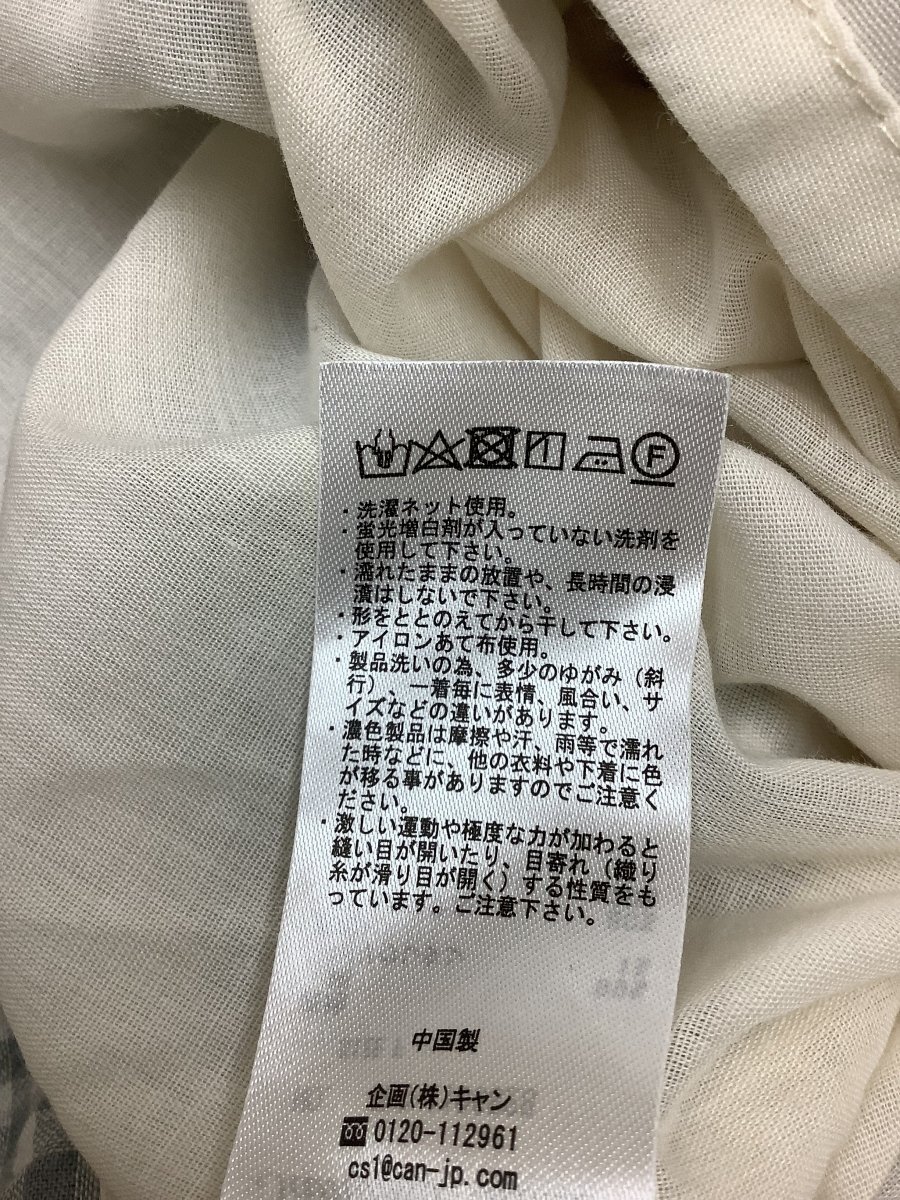 F
・洗濯ネット使用。
・蛍光増白剤が入っていない洗剤を
使用して下さい。
・濡れたままの放置や、長時間の浸
漬はしないで下さい。
・形をととのえてから干して下さい。
・アイロンあて布使用。
・製品洗いの為、多少のゆがみ（斜
行）、一着毎に表情、風合い、サ
イズなどの違いがあります。
・濃色製品は摩擦や汗、雨等で濡れ
た時などに、他の衣料や下着に色
が移る事がありますのでご注意く
ださい。
・激しい運動や極度な力が加わると
縫い目が開いたり、目寄れ（織り
糸が滑り目が開く）する性質をも
っています。ご注意下さい。
中国製
企画(株)キャン
0120-112961
cs1@can-jp.com